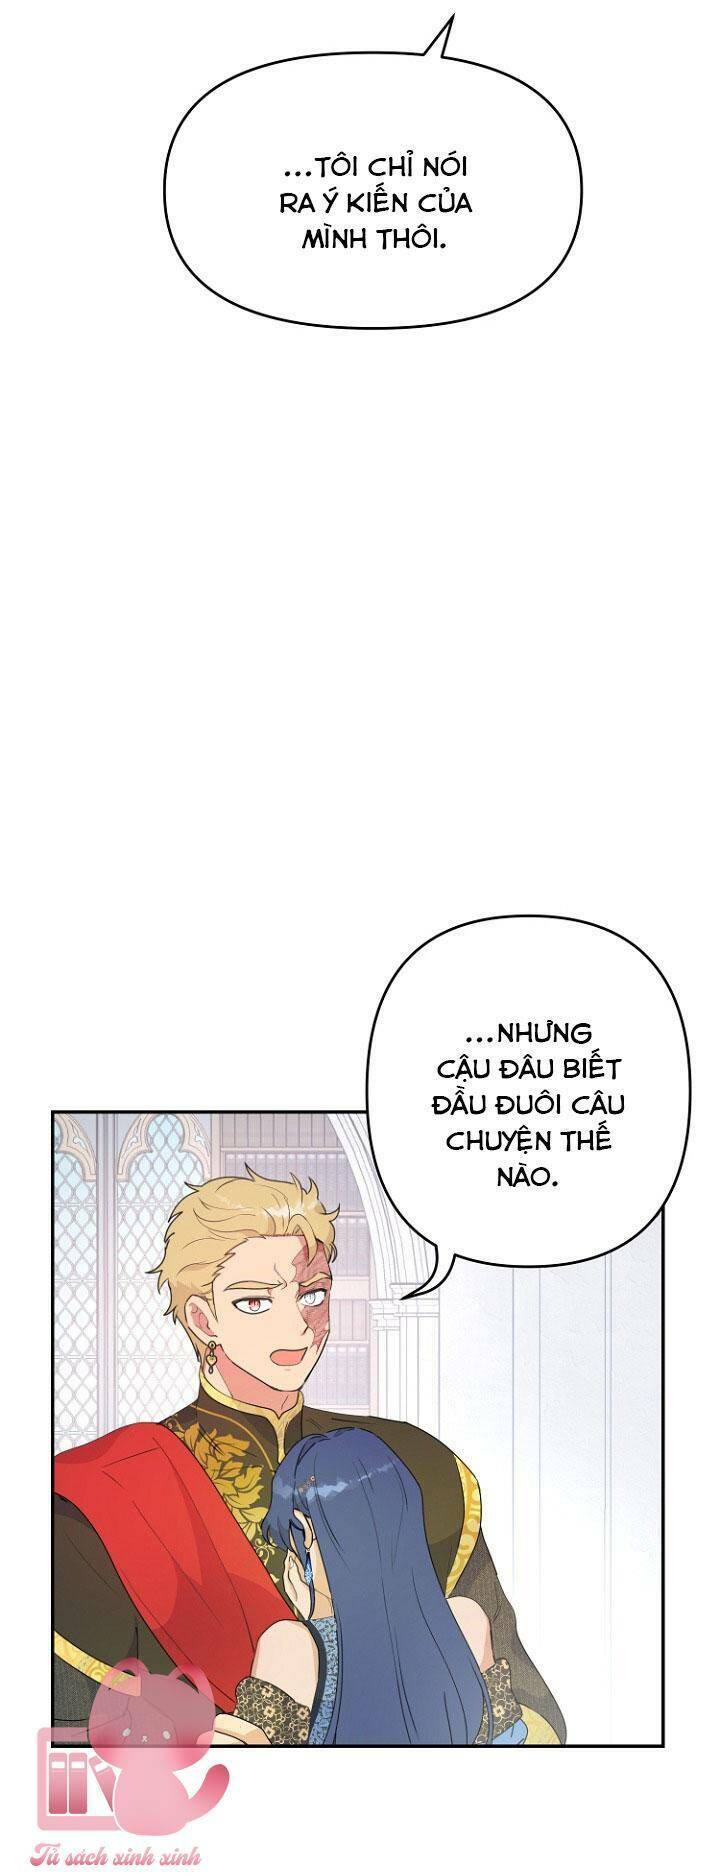 ...TÔI CHỈ NÓI
RA Ý KIẾN CỦA
MÌNH THÔI.
...NHƯNG
CẬU ĐÂU BIẾT
ĐẦU ĐUÔI CÂU
CHUYỆN THẾ
NÀO.
Tủ sách xinh xinh